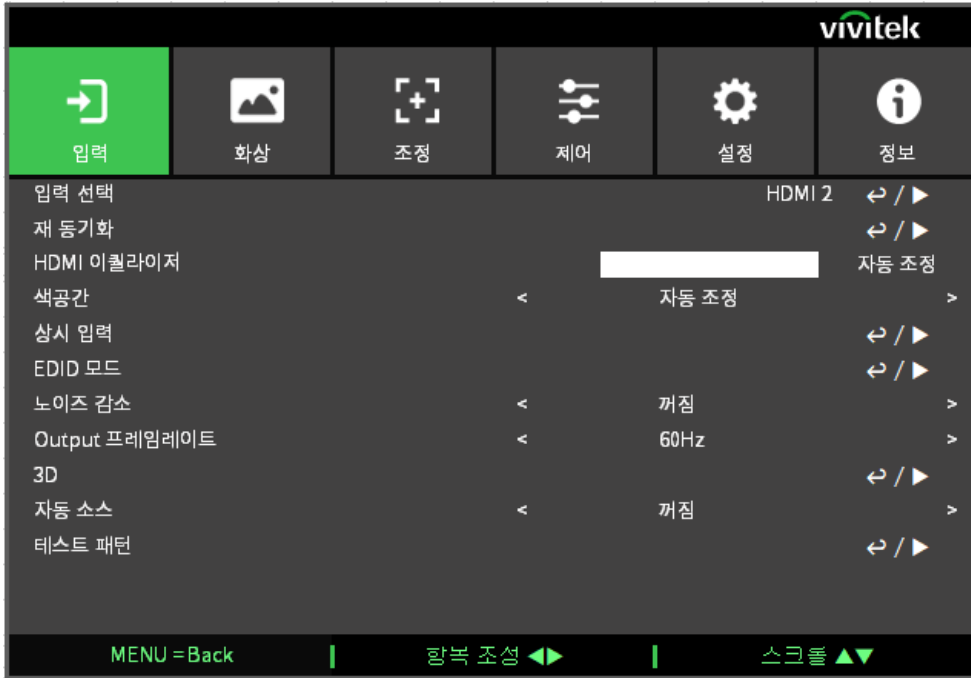 vivitek
입력 화상 조정 제어 설정 정보
입력 선택 HDMI 2 ↩ / ▶
재 동기화 ↩ / ▶
HDMI 이퀄라이저 자동 조정
색공간 < 자동 조정 >
상시 입력 ↩ / ▶
EDID 모드 ↩ / ▶
노이즈 감소 < 꺼짐 >
Output 프레임레이트 < 60Hz >
3D ↩ / ▶
자동 소스 < 꺼짐 >
테스트 패턴 ↩ / ▶
MENU = Back 항복 조성 ◀▶ 스크롤 ▲▼